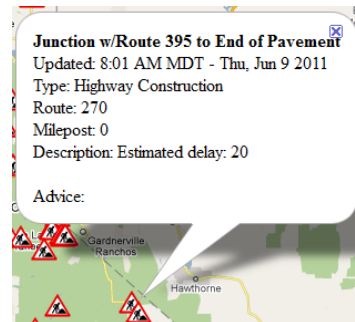 Junction w/Route 395 to End of Pavement
Updated: 8:01 AM MDT - Thu, Jun 9 2011
Type: Highway Construction
Route: 270
Milepost: 0
Description: Estimated delay: 20
Advice:
Gardnerville
Ranchos
Hawthorne